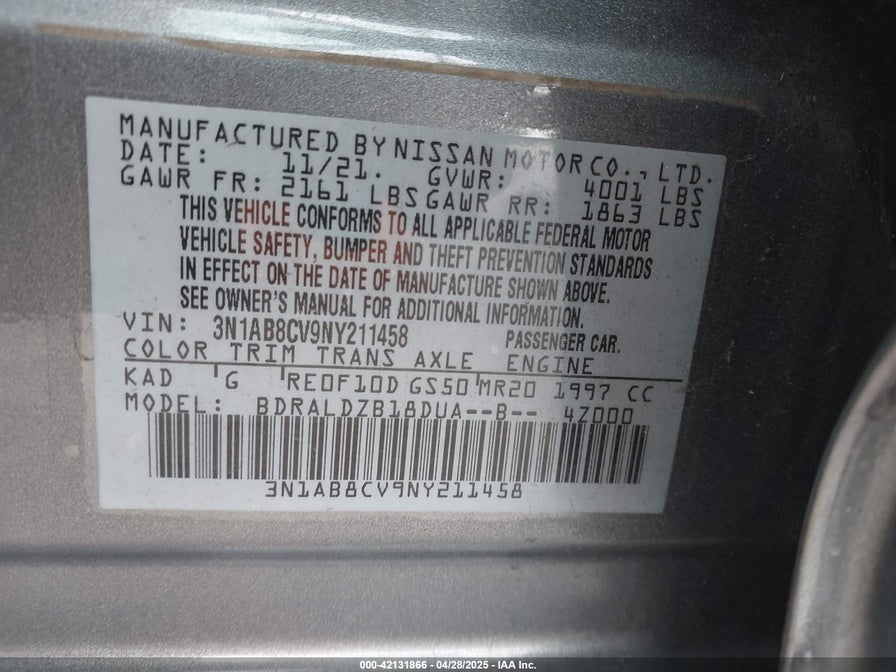 MANUFACTURED BY NISSAN MOTOR CO., LTD.
DATE: 11/21. GVWR: 4001 LBS
GAWR FR: 2161 LBS GAWR RR: 1863 LBS
THIS VEHICLE CONFORMS TO ALL APPLICABLE FEDERAL MOTOR
VEHICLE SAFETY, BUMPER AND THEFT PREVENTION STANDARDS
IN EFFECT ON THE DATE OF MANUFACTURE SHOWN ABOVE.
SEE OWNER'S MANUAL FOR ADDITIONAL INFORMATION.
VIN: 3N1AB8CV9NY211458 PASSENGER CAR.
COLOR TRIM TRANS AXLE ENGINE
KAD G RE0F10D GS50 MR20 1997 CC
MODEL: BDRALDZB18DUA--B-- 4Z000
3N1AB8CV9NY211458
000-42131866 | 04/28/2025 - IAA Inc.